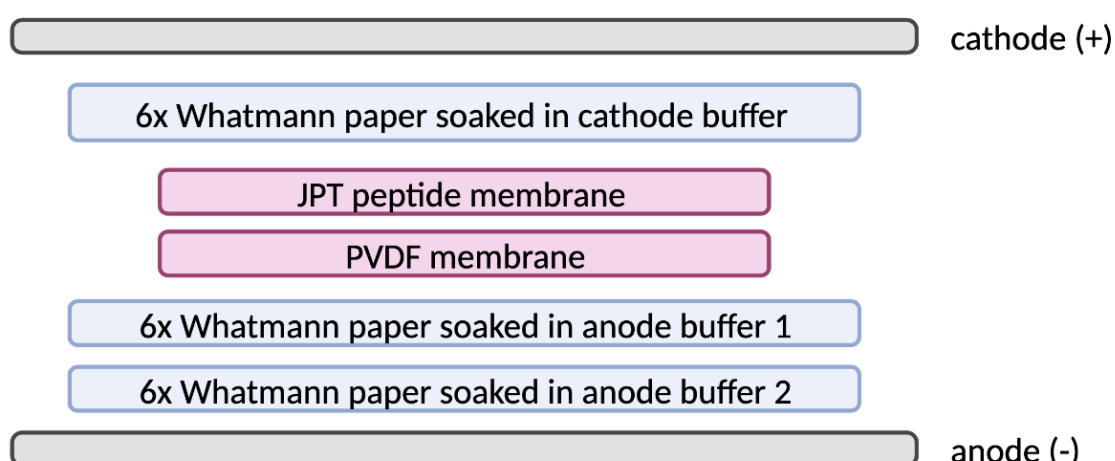 cathode (+)
6x Whatmann paper soaked in cathode buffer
JPT peptide membrane
PVDF membrane
6x Whatmann paper soaked in anode buffer 1
6x Whatmann paper soaked in anode buffer 2
anode (-)